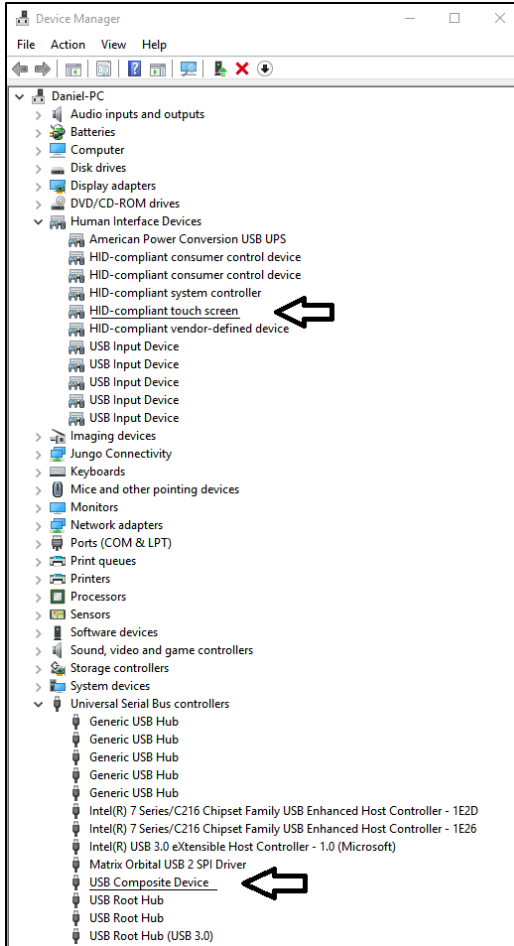 Device Manager
File Action View Help
Daniel-PC
Audio inputs and outputs
Batteries
Computer
Disk drives
Display adapters
DVD/CD-ROM drives
Human Interface Devices
American Power Conversion USB UPS
HID-compliant consumer control device
HID-compliant consumer control device
HID-compliant system controller
HID-compliant touch screen
HID-compliant vendor-defined device
USB Input Device
USB Input Device
USB Input Device
USB Input Device
USB Input Device
Imaging devices
Jungo Connectivity
Keyboards
Mice and other pointing devices
Monitors
Network adapters
Ports (COM & LPT)
Print queues
Printers
Processors
Sensors
Software devices
Sound, video and game controllers
Storage controllers
System devices
Universal Serial Bus controllers
Generic USB Hub
Generic USB Hub
Generic USB Hub
Generic USB Hub
Generic USB Hub
Intel(R) 7 Series/C216 Chipset Family USB Enhanced Host Controller - 1E2D
Intel(R) 7 Series/C216 Chipset Family USB Enhanced Host Controller - 1E26
Intel(R) USB 3.0 eXtensible Host Controller - 1.0 (Microsoft)
Matrix Orbital USB 2 SPI Driver
USB Composite Device
USB Root Hub
USB Root Hub
USB Root Hub (USB 3.0)